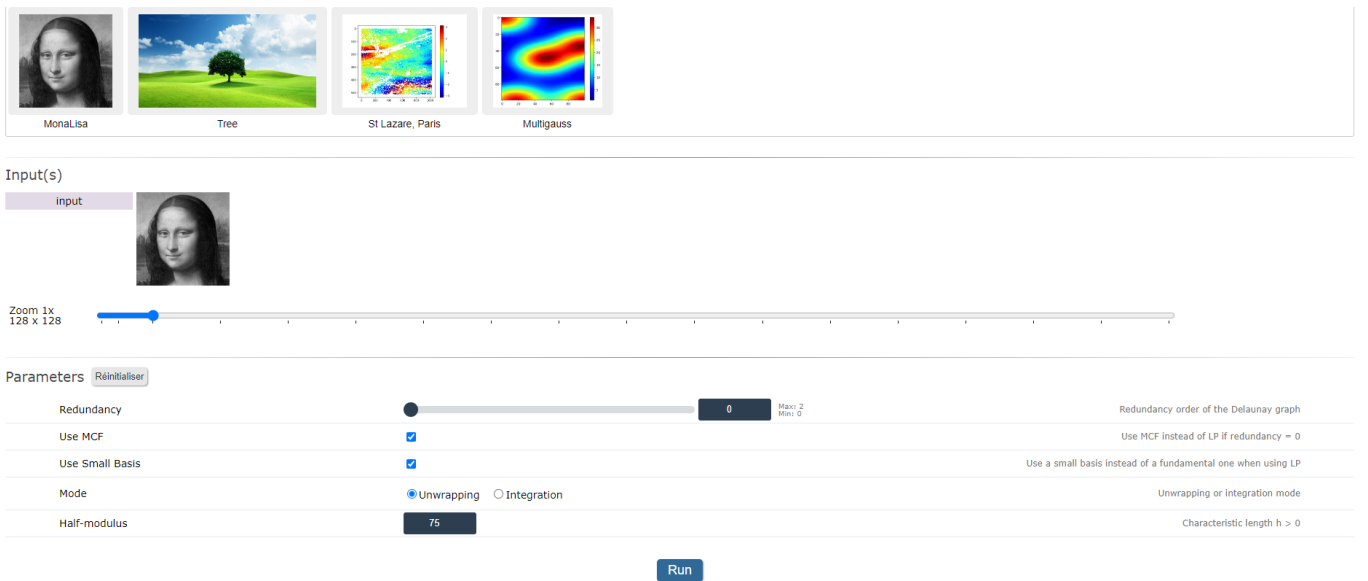 MonaLisa
Tree
St Lazare, Paris
Multigauss
Input(s)
input
Zoom 1x
128 x 128
Parameters Réinitialiser
Redundancy 0 Max: 2 Min: 0 Redundancy order of the Delaunay graph
Use MCF Use MCF instead of LP if redundancy = 0
Use Small Basis Use a small basis instead of a fundamental one when using LP
Mode Unwrapping Integration Unwrapping or integration mode
Half-modulus 75 Characteristic length h > 0
Run